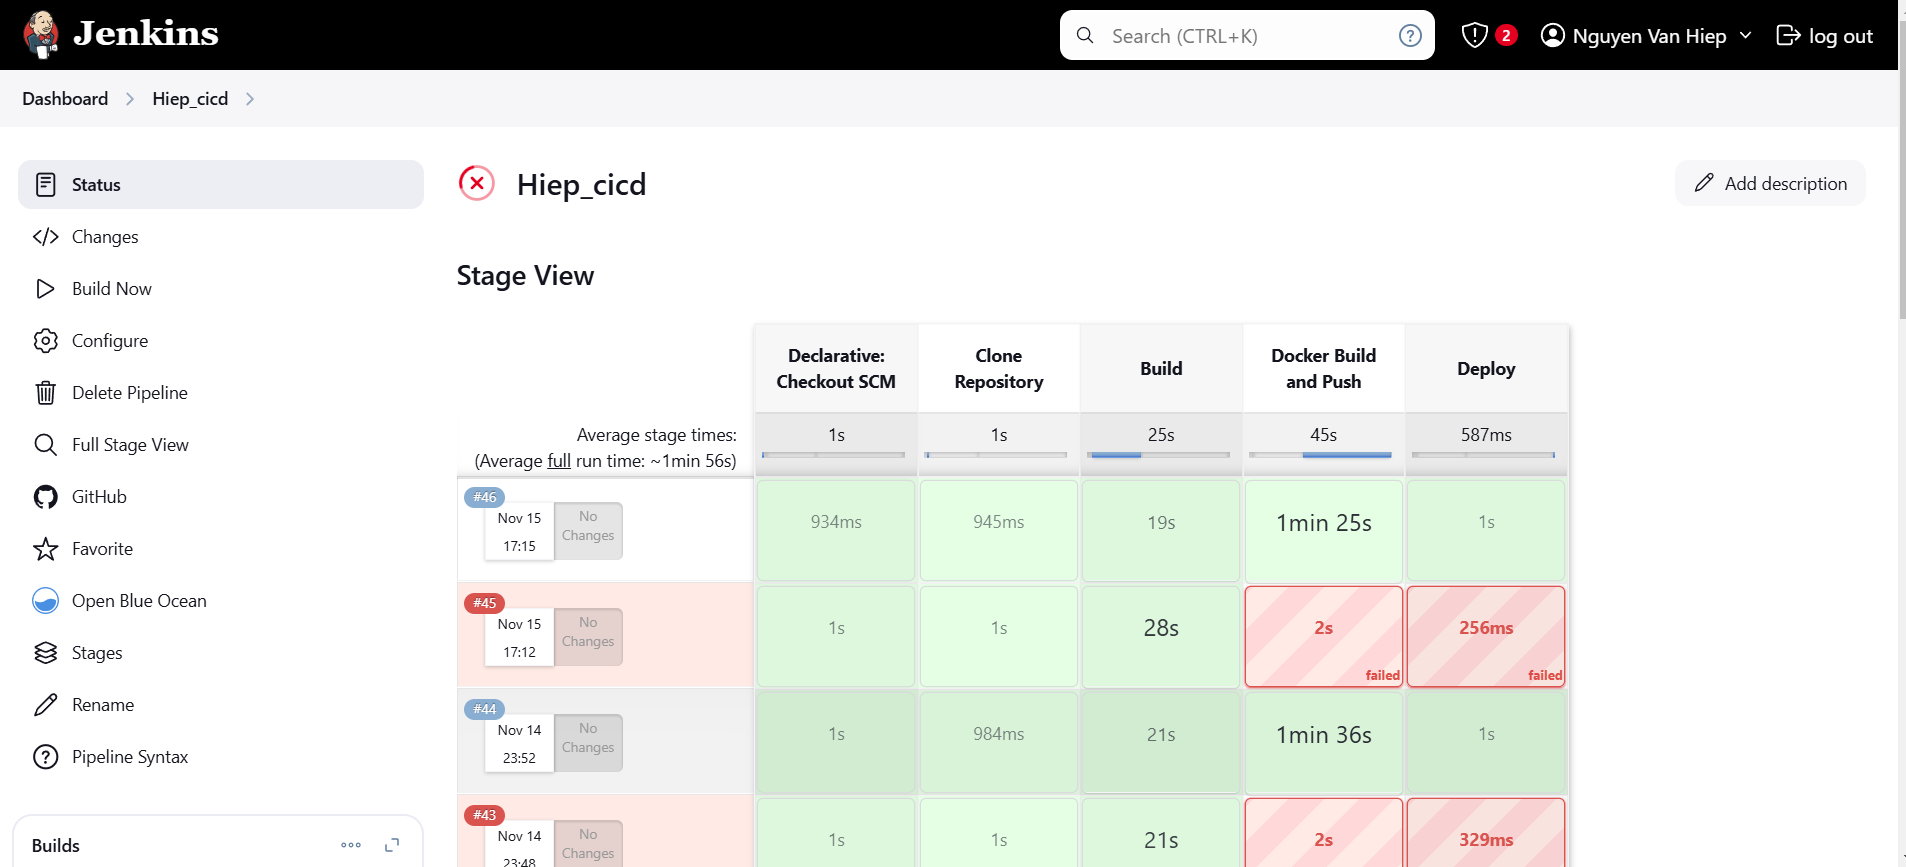 Jenkins
Search (CTRL+K)
?
2
Nguyen Van Hiep
log out
Dashboard
Hiep_cicd
Status
Changes
Build Now
Configure
Delete Pipeline
Full Stage View
GitHub
Favorite
Open Blue Ocean
Stages
Rename
Pipeline Syntax
Builds
Hiep_cicd
Add description
Stage View
Declarative:
Checkout SCM
Clone
Repository
Build
Docker Build
and Push
Deploy
Average stage times:
(Average full run time: ~1min 56s)
1s
1s
25s
45s
587ms
#46
Nov 15
17:15
No
Changes
934ms
945ms
19s
1min 25s
1s
#45
Nov 15
17:12
No
Changes
1s
1s
28s
2s
failed
256ms
failed
#44
Nov 14
23:52
No
Changes
1s
984ms
21s
1min 36s
1s
#43
Nov 14
23:48
No
Changes
1s
1s
21s
2s
329ms